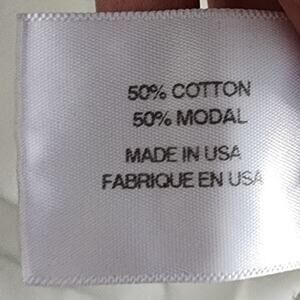 50% COTTON
50% MODAL
MADE IN USA
FABRIQUE EN USA